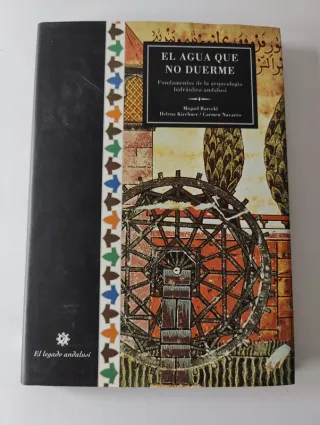 EL AGUA QUE
NO DUERME
Fundamentos de la arqueología
hidráulica andalusí
Miquel Barceló
Helena Kirchner / Carmen Navarro
El legado andalusí